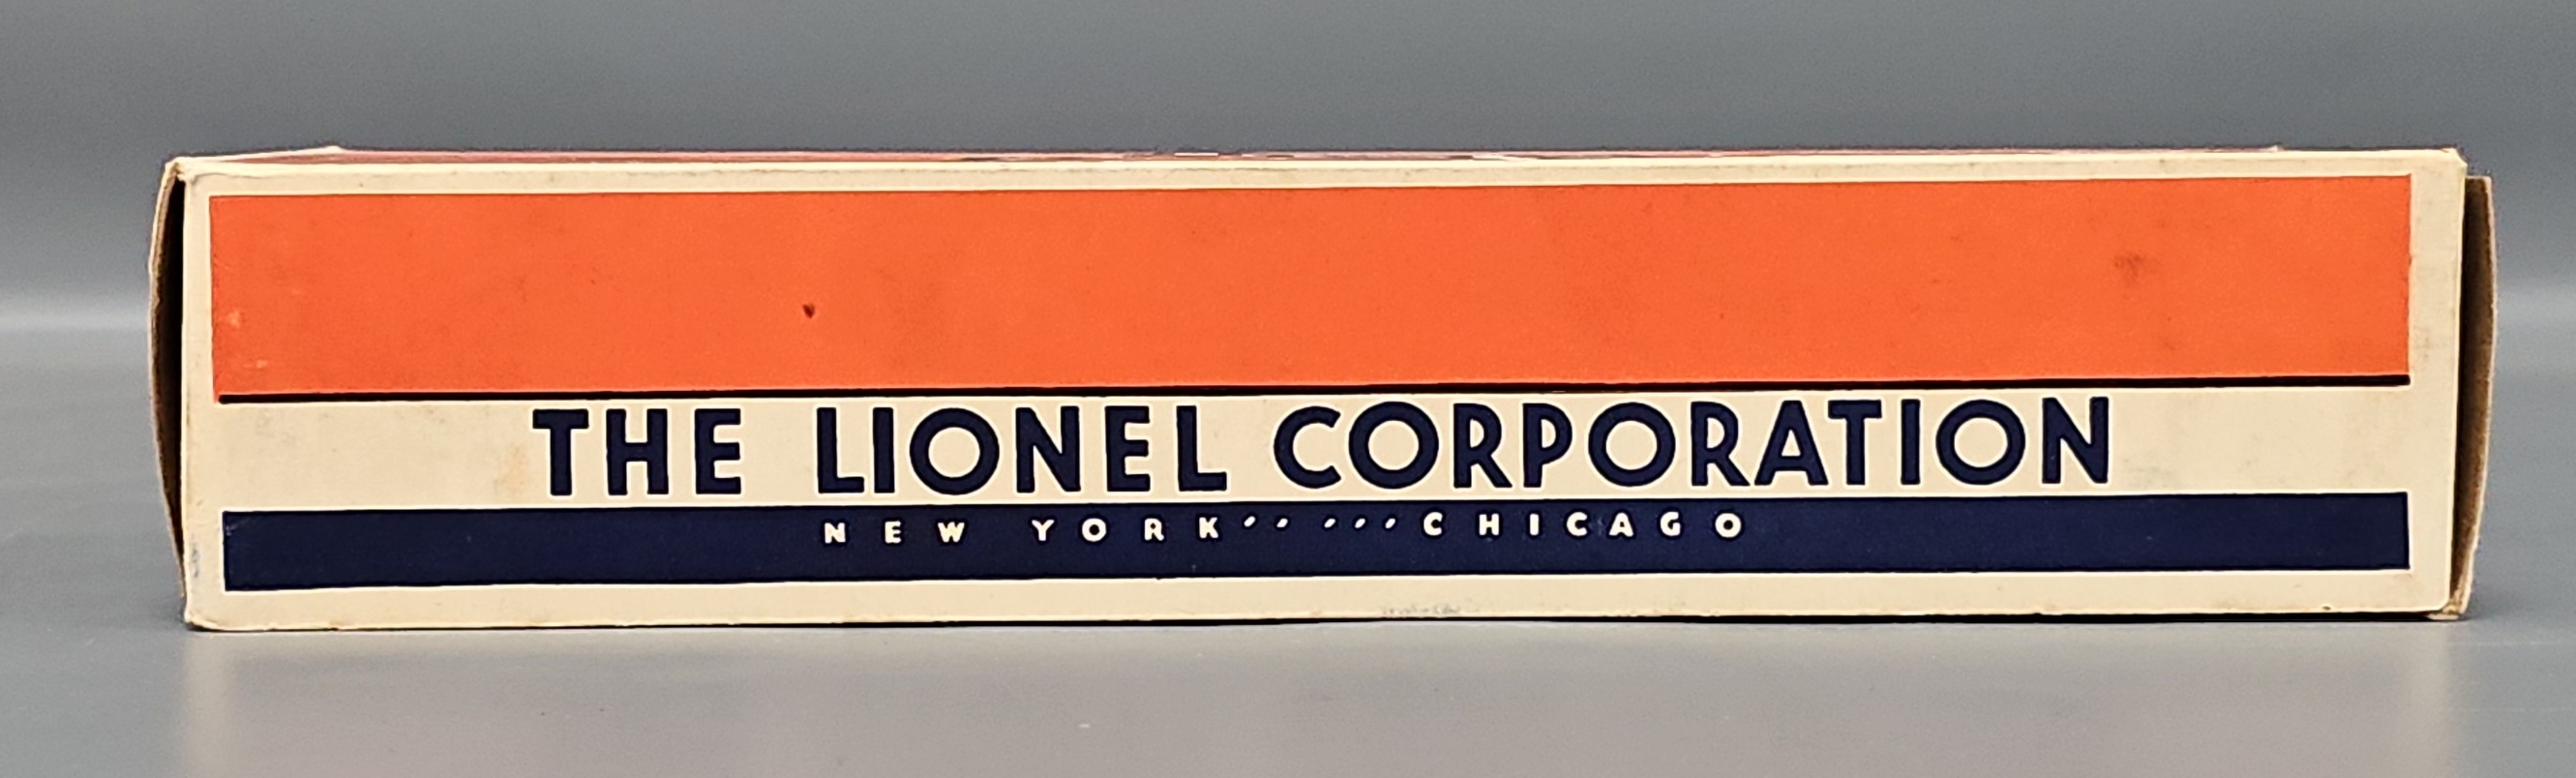 THE LIONEL CORPORATION
NEW YORK ′′ ′′′ CHICAGO